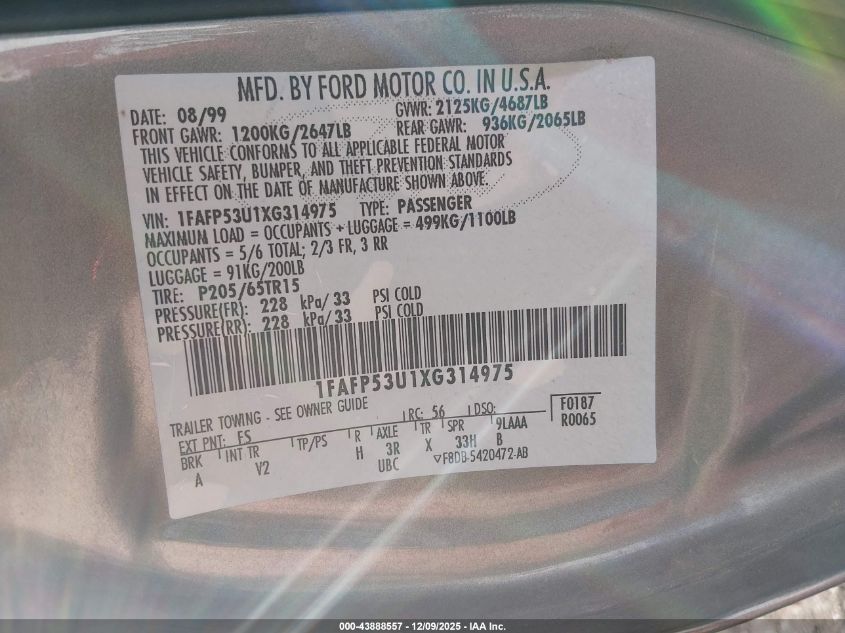 MFD. BY FORD MOTOR CO. IN U.S.A.
DATE: 08/99 GVWR: 2125KG/4687LB
FRONT GAWR: 1200KG/2647LB REAR GAWR: 936KG/2065LB
THIS VEHICLE CONFORMS TO ALL APPLICABLE FEDERAL MOTOR
VEHICLE SAFETY, BUMPER, AND THEFT PREVENTION STANDARDS
IN EFFECT ON THE DATE OF MANUFACTURE SHOWN ABOVE.
VIN: 1FAFP53U1XG314975 TYPE: PASSENGER
MAXIMUM LOAD = OCCUPANTS + LUGGAGE = 499KG/1100LB
OCCUPANTS = 5/6 TOTAL; 2/3 FR, 3 RR
LUGGAGE = 91KG/200LB
TIRE: P205/65TR15
PRESSURE(FR): 228 kPa/ 33 PSI COLD
PRESSURE(RR): 228 kPa/ 33 PSI COLD
1FAFP53U1XG314975
TRAILER TOWING - SEE OWNER GUIDE
EXT PNT: FS RC: 56 DSO: F0187
BRK INT TR TP/PS R AXLE TR SPR 9LAAA R0065
A V2 H 3R X 33H B
UBC ▽F8DB-5420472-AB
000-43888557 - 12/09/2025 - IAA Inc.